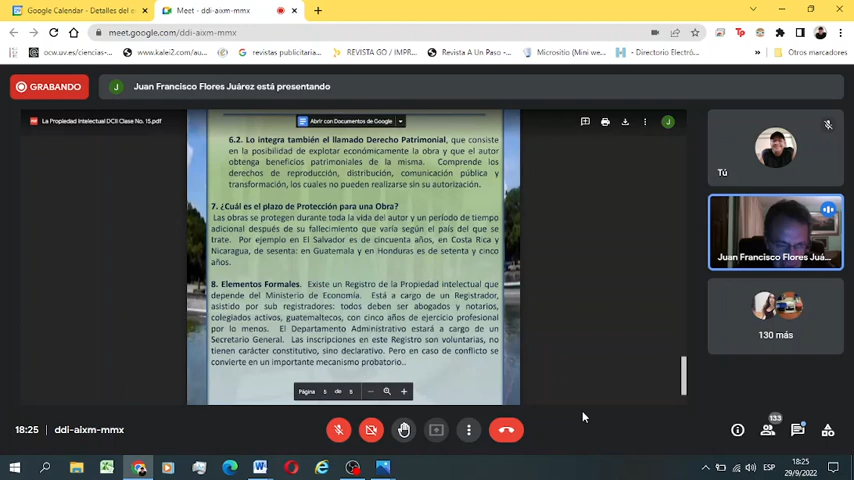 Google Calendar - Detalles del e
Meet - ddi-aixm-mmx
meet.google.com/ddi-aixm-mmx
ocw.uv.es/ciencias-...
www.kalei2.com/auk...
revistas publicitaria...
REVISTA GO / IMPR...
Revista A Un Paso -...
Micrositio (Mini we...
- Directorio Electró...
Otros marcadores
GRABANDO
J
Juan Francisco Flores Juárez está presentando
PDF La Propiedad Intelectual DCII Clase No. 15.pdf
Abrir con Documentos de Google
J
6.2. Lo integra también el llamado Derecho Patrimonial, que consiste
en la posibilidad de explotar económicamente la obra y que el autor
obtenga beneficios patrimoniales de la misma. Comprende los
derechos de reproducción, distribución, comunicación pública y
transformación, los cuales no pueden realizarse sin su autorización.
7. ¿Cuál es el plazo de Protección para una Obra?
Las obras se protegen durante toda la vida del autor y un período de tiempo
adicional después de su fallecimiento que varía según el país del que se
trate. Por ejemplo en El Salvador es de cincuenta años, en Costa Rica y
Nicaragua, de sesenta: en Guatemala y en Honduras es de setenta y cinco
años.
8. Elementos Formales. Existe un Registro de la Propiedad intelectual que
depende del Ministerio de Economía. Está a cargo de un Registrador,
asistido por sub registradores: todos deben ser abogados y notarios,
colegiados activos, guatemaltecos, con cinco años de ejercicio profesional
por lo menos. El Departamento Administrativo estará a cargo de un
Secretario General. Las inscripciones en este Registro son voluntarias, no
tienen carácter constitutivo, sino declarativo. Pero en caso de conflicto se
convierte en un importante mecanismo probatorio..
Página 5 de 5
Tú
Juan Francisco Flores Juá...
130 más
18:25 ddi-aixm-mmx
133
ESP
18:25
29/9/2022